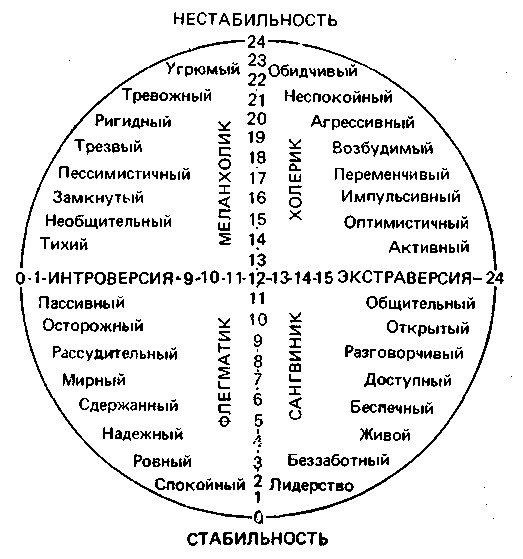 НЕСТАБИЛЬНОСТЬ
24
Угрюмый 23 Обидчивый
22
Тревожный 21 Неспокойный
Ригидный 20 Агрессивный
19
Трезвый 18 Возбудимый
Пессимистичный 17 Переменчивый
Замкнутый 16 Импульсивный
Необщительный 15 Оптимистичный
Тихий 14 Активный
13
МЕЛАНХОЛИК
ХОЛЕРИК
0-1-ИНТРОВЕРСИЯ-9-10-11-12-13-14-15 ЭКСТРАВЕРСИЯ-24
Пассивный 11 Общительный
Осторожный 10 Открытый
9
Рассудительный 8 Разговорчивый
Мирный 7 Доступный
Сдержанный 6 Беспечный
5
Надежный 4 Живой
Ровный 3 Беззаботный
Спокойный 2 Лидерство
1
0
ФЛЕГМАТИК
САНГВИНИК
СТАБИЛЬНОСТЬ